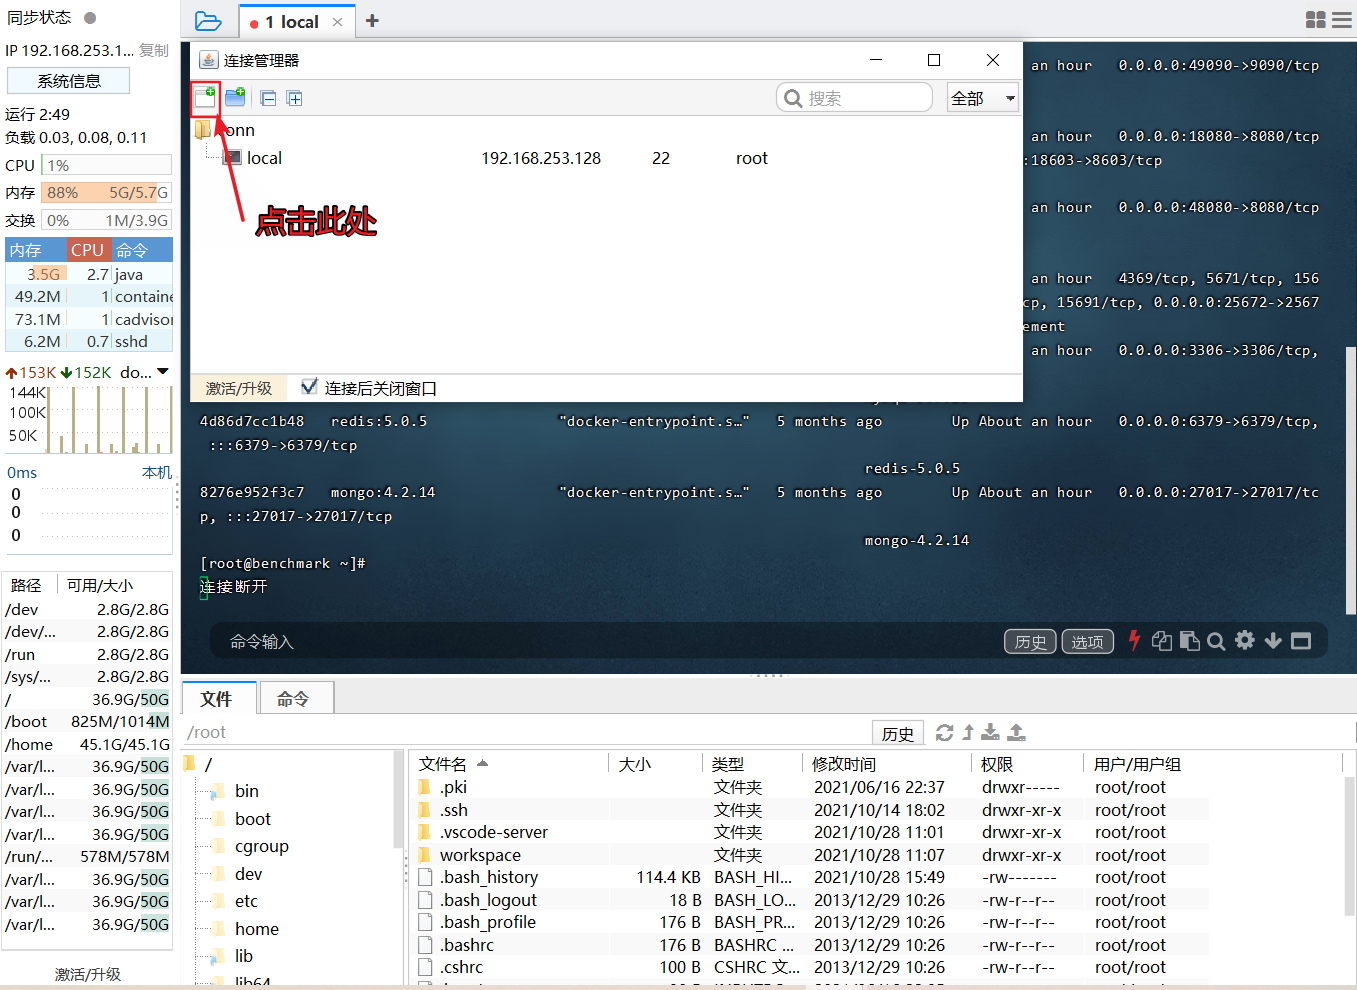 同步状态
IP 192.168.253.1... 复制
系统信息
运行 2:49
负载 0.03, 0.08, 0.11
CPU 1%
内存 88% 5G/5.7G
交换 0% 1M/3.9G
内存 CPU 命令
3.5G 2.7 java
49.2M 1 containe
73.1M 1 cadvisor
6.2M 0.7 sshd
153K 152K do...
144K
100K
50K
0ms 本机
0
0
0
路径 可用/大小
/dev 2.8G/2.8G
/dev/... 2.8G/2.8G
/run 2.8G/2.8G
/sys/... 2.8G/2.8G
/ 36.9G/50G
/boot 825M/1014M
/home 45.1G/45.1G
/var/l... 36.9G/50G
/var/l... 36.9G/50G
/var/l... 36.9G/50G
/var/l... 36.9G/50G
/run/... 578M/578M
/var/l... 36.9G/50G
/var/l... 36.9G/50G
/var/l... 36.9G/50G
激活/升级
1 local × +
连接管理器
搜索 全部
onn
local 192.168.253.128 22 root
点击此处
激活/升级 连接后关闭窗口
an hour 0.0.0.0:49090->9090/tcp
an hour 0.0.0.0:18080->8080/tcp
:18603->8603/tcp
an hour 0.0.0.0:48080->8080/tcp
an hour 4369/tcp, 5671/tcp, 156
cp, 15691/tcp, 0.0.0.0:25672->2567
ement
an hour 0.0.0.0:3306->3306/tcp,
4d86d7cc1b48 redis:5.0.5 "docker-entrypoint.s…" 5 months ago Up About an hour 0.0.0.0:6379->6379/tcp,
:::6379->6379/tcp
redis-5.0.5
8276e952f3c7 mongo:4.2.14 "docker-entrypoint.s…" 5 months ago Up About an hour 0.0.0.0:27017->27017/tc
p, :::27017->27017/tcp
mongo-4.2.14
[root@benchmark ~]#
连接断开
命令输入 历史 选项
文件 命令
/root 历史
/
bin
boot
cgroup
dev
etc
home
lib
lib64
文件名 大小 类型 修改时间 权限 用户/用户组
.pki 文件夹 2021/06/16 22:37 drwxr----- root/root
.ssh 文件夹 2021/10/14 18:02 drwxr-xr-x root/root
.vscode-server 文件夹 2021/10/28 11:01 drwxr-xr-x root/root
workspace 文件夹 2021/10/28 11:07 drwxr-xr-x root/root
.bash_history 114.4 KB BASH_HI... 2021/10/28 15:49 -rw------- root/root
.bash_logout 18 B BASH_LO... 2013/12/29 10:26 -rw-r--r-- root/root
.bash_profile 176 B BASH_PR... 2013/12/29 10:26 -rw-r--r-- root/root
.bashrc 176 B BASHRC ... 2013/12/29 10:26 -rw-r--r-- root/root
.cshrc 100 B CSHRC 文... 2013/12/29 10:26 -rw-r--r-- root/root